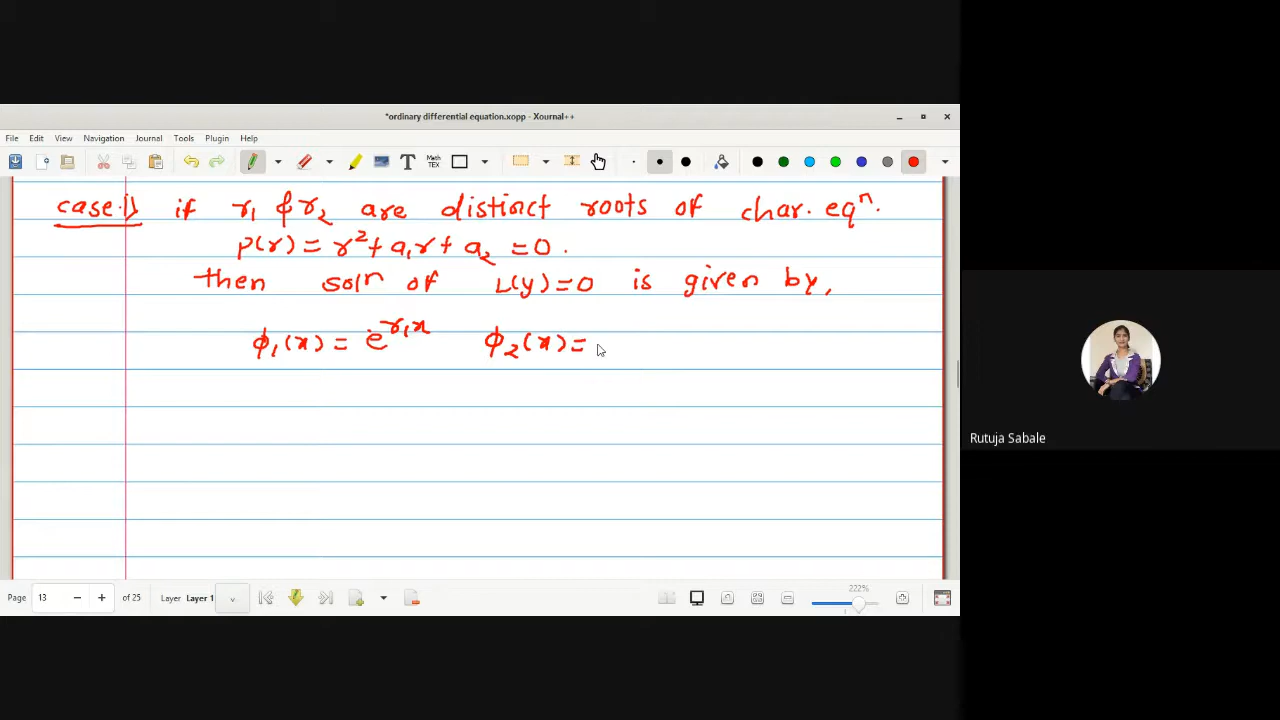 *ordinary differential equation.xopp - Xournal++
File Edit View Navigation Journal Tools Plugin Help
case.1) if r₁ & r₂ are distinct roots of char. eqⁿ.
p(r) = r² + a₁r + a₂ = 0.
then solⁿ of L(y) = 0 is given by,
ϕ₁(x) = e^{r₁x} ϕ₂(x) =
Rutuja Sabale
Page 13 of 25 Layer Layer 1 222%